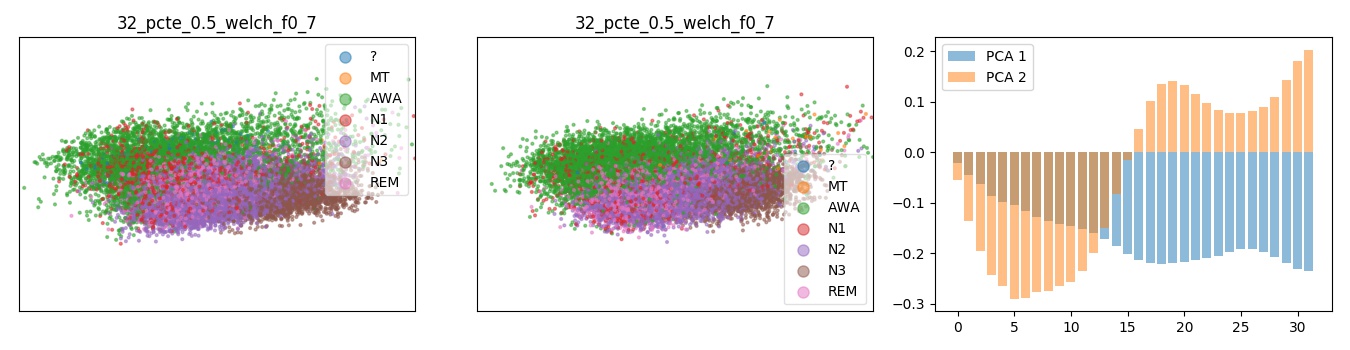 32_pcte_0.5_welch_f0_7
?
MT
AWA
N1
N2
N3
REM
32_pcte_0.5_welch_f0_7
?
MT
AWA
N1
N2
N3
REM
PCA 1
PCA 2
0.2
0.1
0.0
−0.1
−0.2
−0.3
0 5 10 15 20 25 30